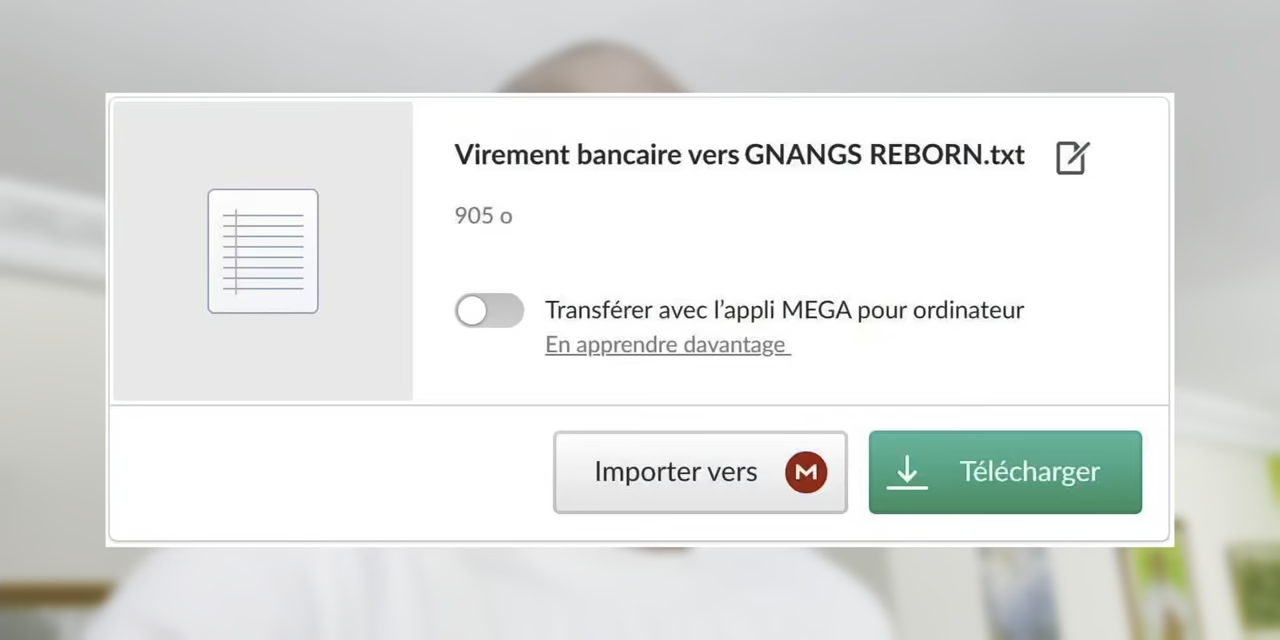 Virement bancaire vers GNANGS REBORN.txt
905 o
Transférer avec l’appli MEGA pour ordinateur
En apprendre davantage
Importer vers M
Télécharger